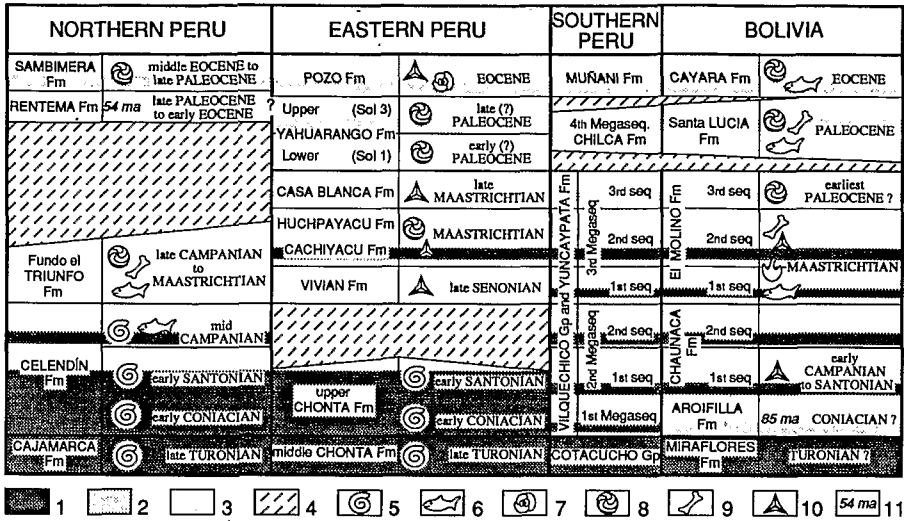 NORTHERN PERU
EASTERN PERU
SOUTHERN
PERU
BOLIVIA
SAMBIMERA
Fm
middle EOCENE to
late PALEOCENE
RENTEMA Fm
54 ma
late PALEOCENE
to early EOCENE
?
Fundo el
TRIUNFO
Fm
late CAMPANIAN
to
MAASTRICHTIAN
mid
CAMPANIAN
CELENDÍN
Fm
early SANTONIAN
early CONIACIAN
CAJAMARCA
Fm
late TURONIAN
POZO Fm
EOCENE
Upper (Sol 3)
YAHUARANGO Fm
Lower (Sol 1)
late (?)
PALEOCENE
early (?)
PALEOCENE
CASA BLANCA Fm
late
MAASTRICHTIAN
HUCHPAYACU Fm
MAASTRICHTIAN
CACHIYACU Fm
VIVIAN Fm
late SENONIAN
upper
CHONTA Fm
early SANTONIAN
early CONIACIAN
middle CHONTA Fm
late TURONIAN
MUÑANI Fm
4th Megaseq.
CHILCA Fm
VILQUECHICO Gp and YUNCAYPATA Fm
3rd Megaseq
3rd seq
2nd seq
1st seq
2nd Megaseq
2nd seq
1st seq
1st Megaseq
COTACUCHO Gp
CAYARA Fm
EOCENE
Santa LUCIA
Fm
PALEOCENE
El MOLINO Fm
3rd seq
earliest
PALEOCENE ?
2nd seq
MAASTRICHTIAN
1st seq
CHAUNACA
Fm
2nd seq
1st seq
early
CAMPANIAN
to SANTONIAN
AROIFILLA
Fm
85 ma
CONIACIAN ?
MIRAFLORES
Fm
TURONIAN ?
1 2 3 4 5 6 7 8 9 10 54 ma 11